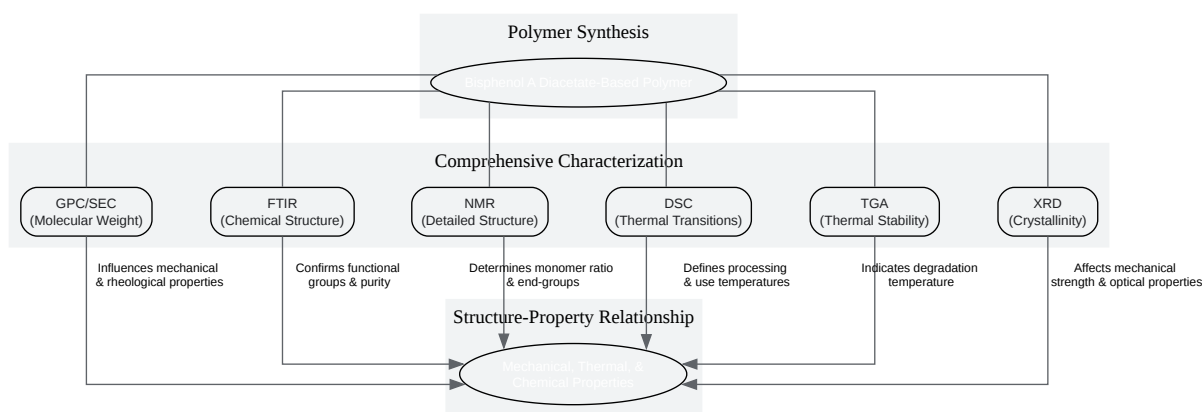 Polymer Synthesis
Bisphenol A Diacetate-Based Polymer
Comprehensive Characterization
GPC/SEC
(Molecular Weight)
FTIR
(Chemical Structure)
NMR
(Detailed Structure)
DSC
(Thermal Transitions)
TGA
(Thermal Stability)
XRD
(Crystallinity)
Influences mechanical
& rheological properties
Confirms functional
groups & purity
Determines monomer ratio
& end-groups
Defines processing
& use temperatures
Indicates degradation
temperature
Affects mechanical
strength & optical properties
Structure-Property Relationship
Mechanical, Thermal, &
Chemical Properties